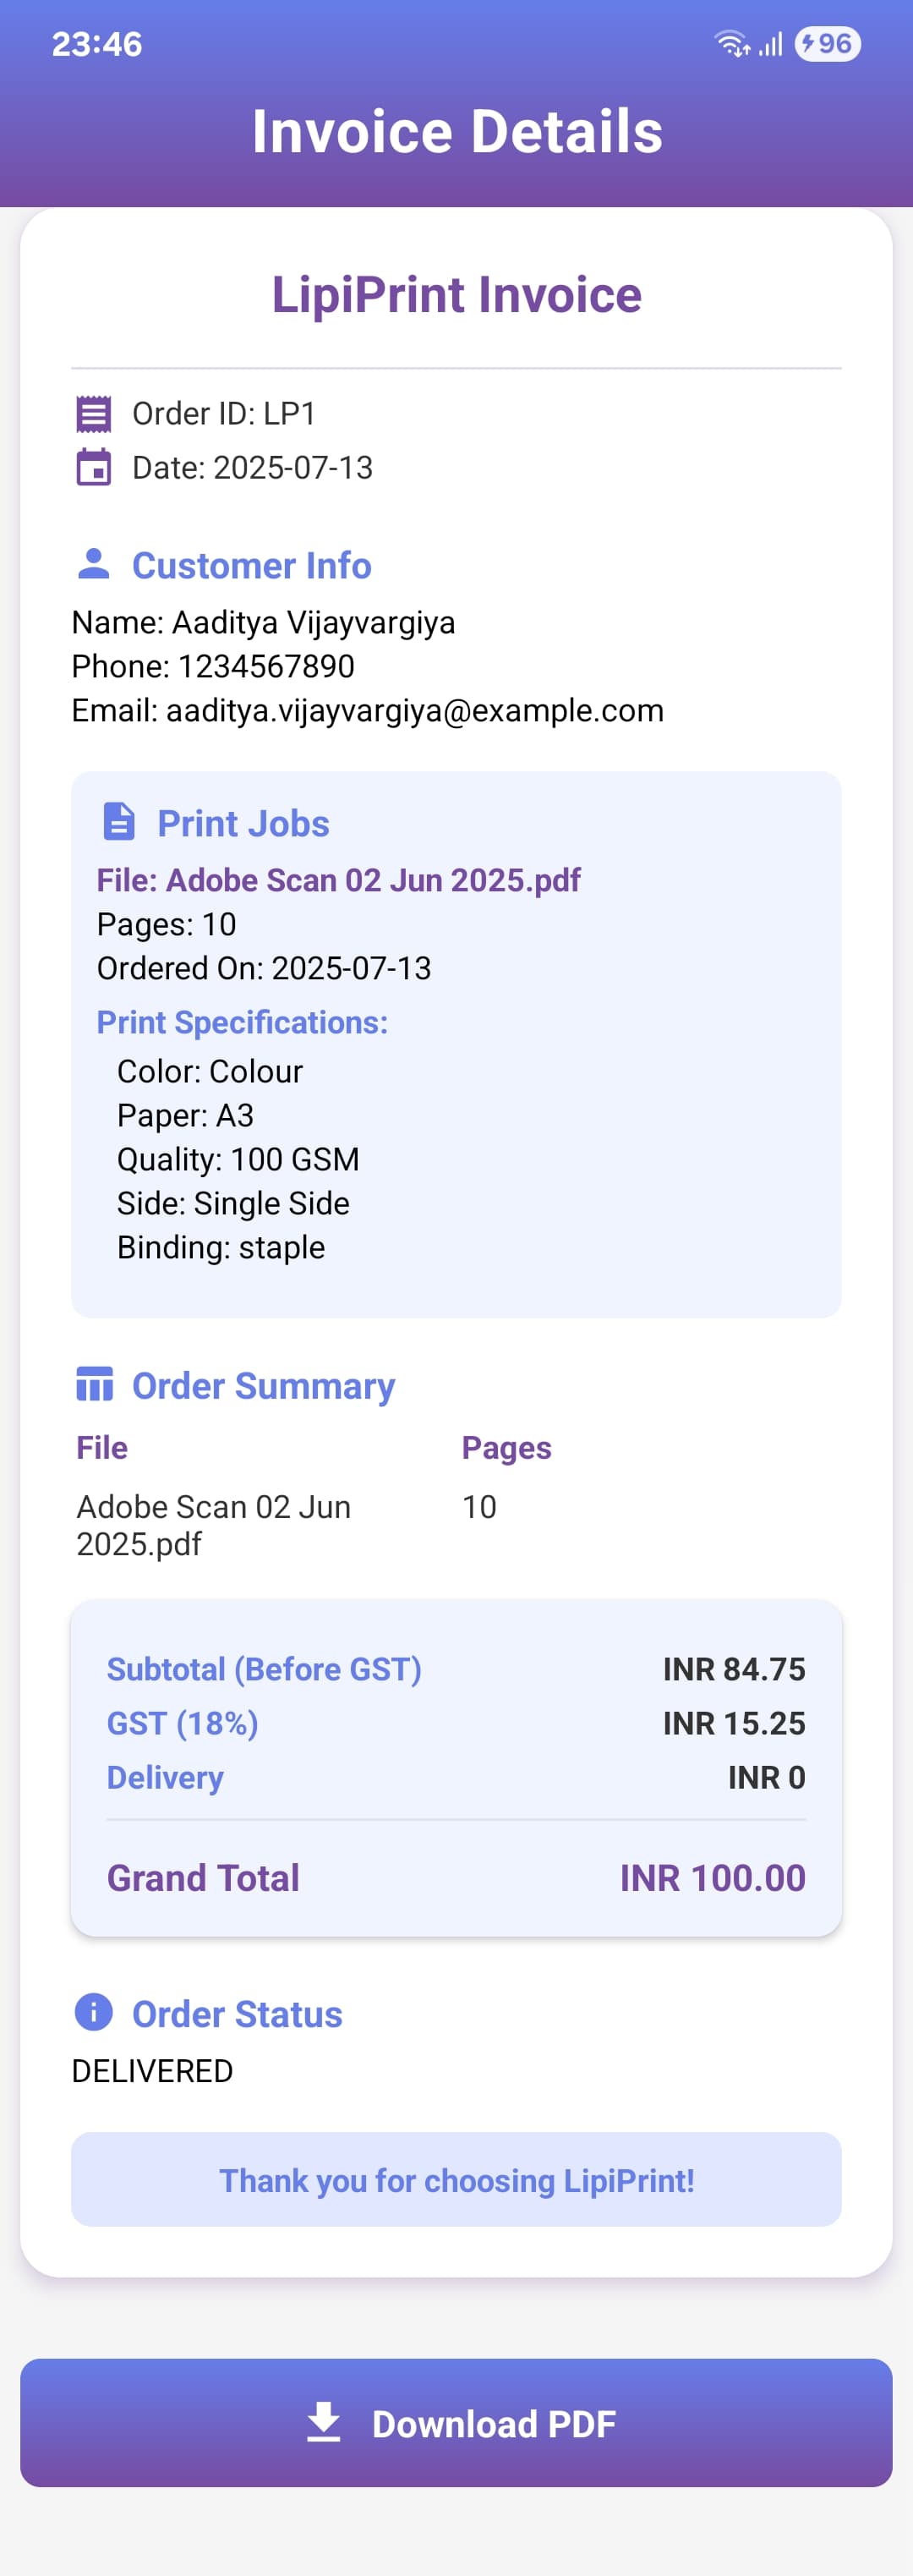 23:46
96
Invoice Details
LipiPrint Invoice
Order ID: LP1
Date: 2025-07-13
Customer Info
Name: Aaditya Vijayvargiya
Phone: 1234567890
Email: aaditya.vijayvargiya@example.com
Print Jobs
File: Adobe Scan 02 Jun 2025.pdf
Pages: 10
Ordered On: 2025-07-13
Print Specifications:
Color: Colour
Paper: A3
Quality: 100 GSM
Side: Single Side
Binding: staple
Order Summary
File Pages
Adobe Scan 02 Jun 10
2025.pdf
Subtotal (Before GST) INR 84.75
GST (18%) INR 15.25
Delivery INR 0
Grand Total INR 100.00
Order Status
DELIVERED
Thank you for choosing LipiPrint!
Download PDF